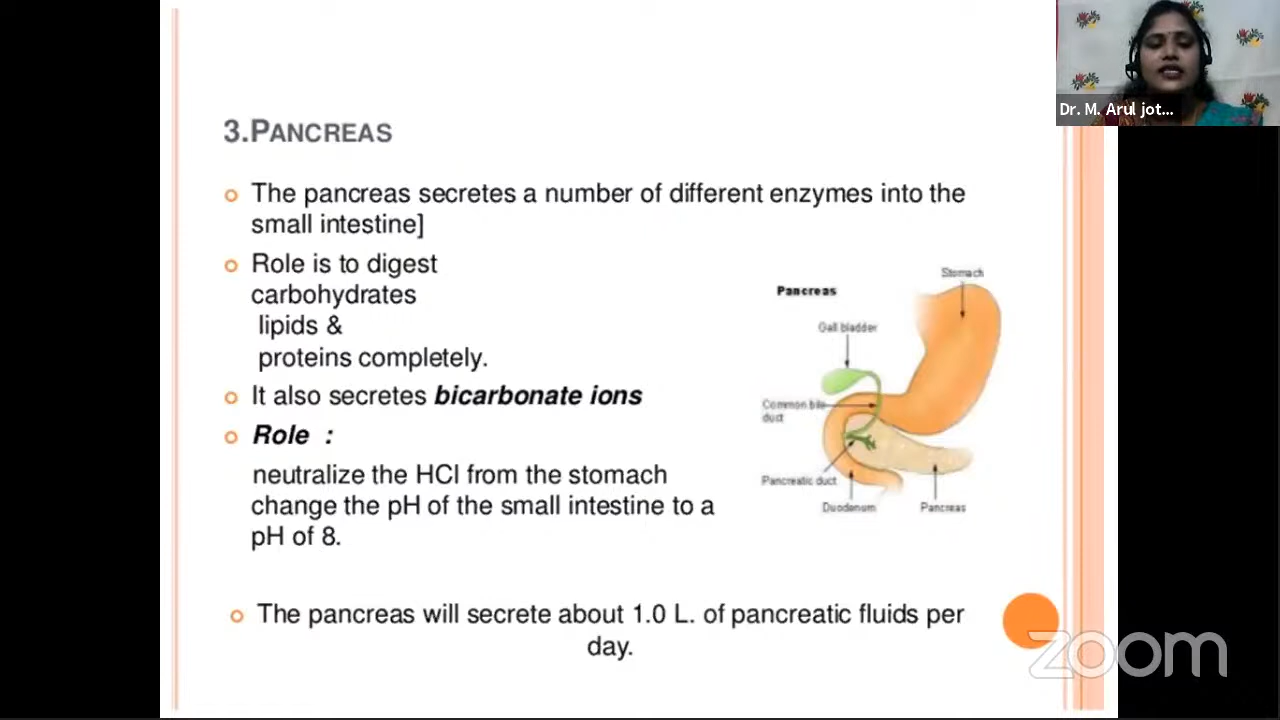 Dr. M. Arul jot...
3.PANCREAS
The pancreas secretes a number of different enzymes into the
small intestine]
Role is to digest
carbohydrates
lipids &
proteins completely.
It also secretes bicarbonate ions
Role :
neutralize the HCl from the stomach
change the pH of the small intestine to a
pH of 8.
Stomach
Pancreas
Gall bladder
Common bile
duct
Pancreatic duct
Duodenum
Pancreas
The pancreas will secrete about 1.0 L. of pancreatic fluids per
day.
zoom